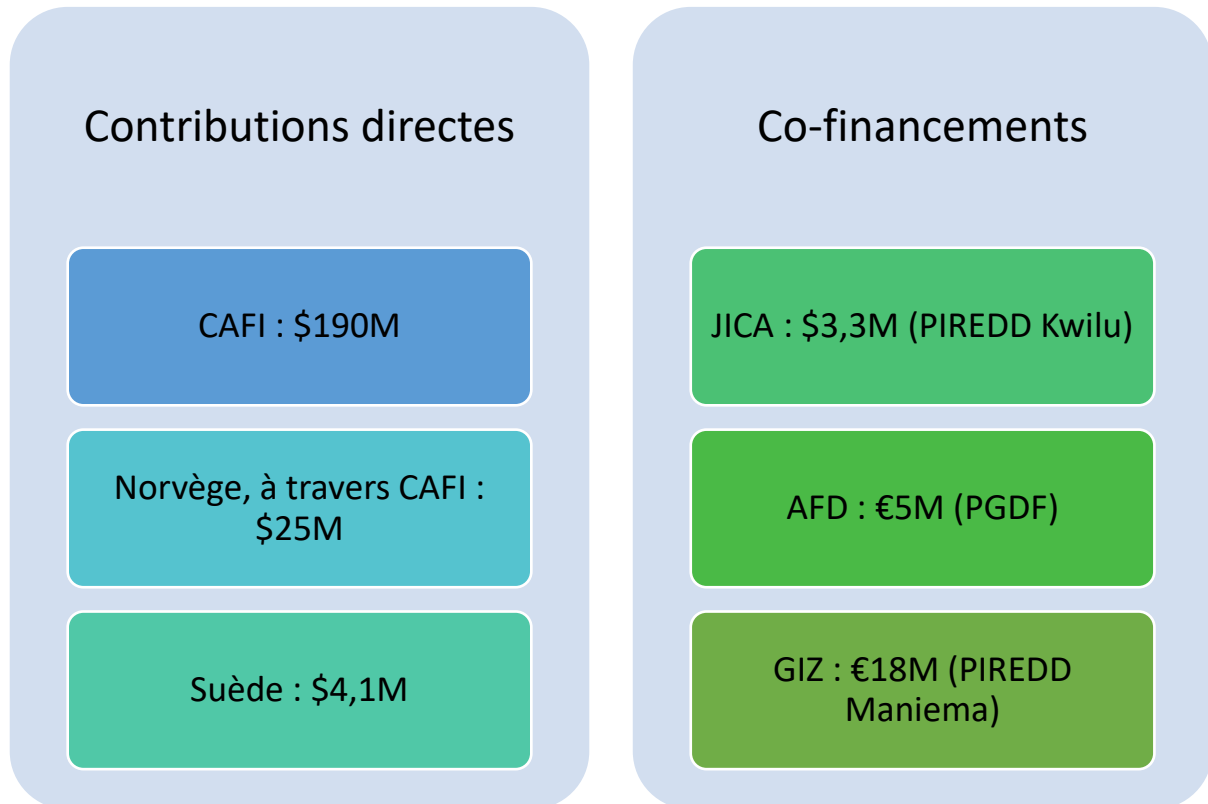 Contributions directes
CAFI : $190M
Norvège, à travers CAFI :
$25M
Suède : $4,1M
Co-financements
JICA : $3,3M (PIREDD Kwilu)
AFD : €5M (PGDF)
GIZ : €18M (PIREDD
Maniema)